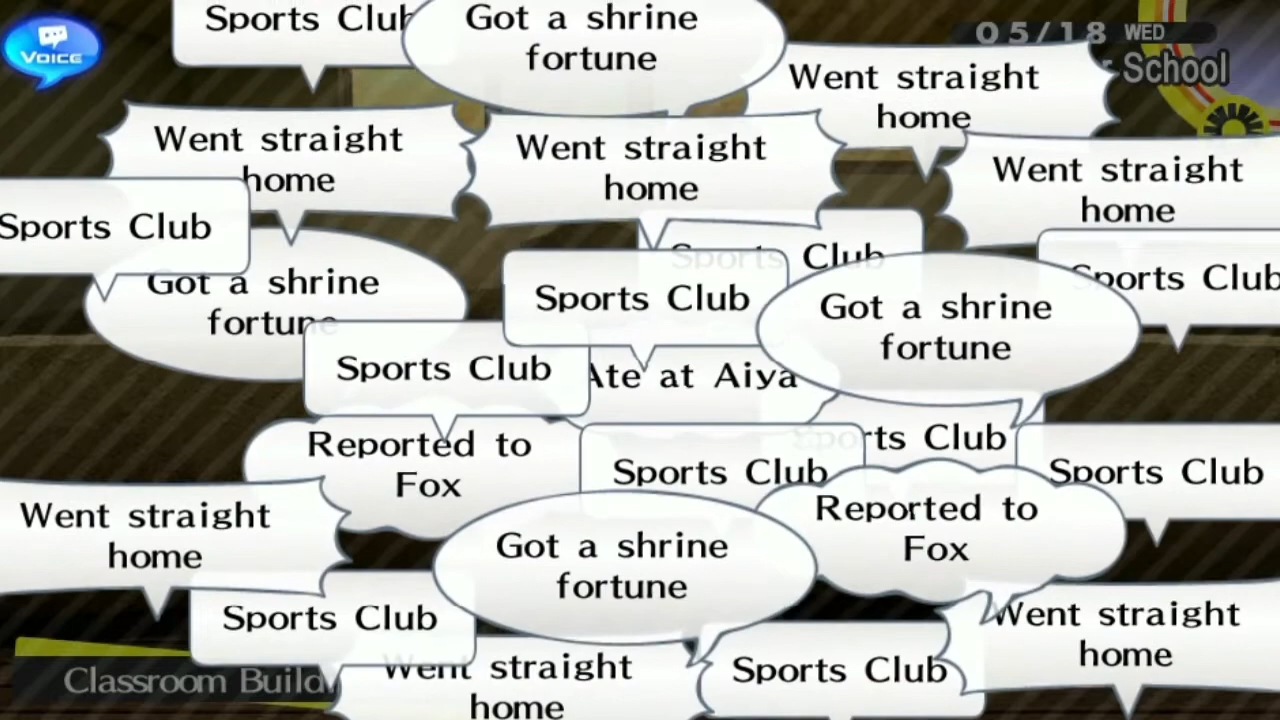 VOICE
Sports Club
Got a shrine
fortune
05/18 WED
School
Went straight
home
Went straight
home
Went straight
home
Went straight
home
Sports Club
Sports Club
Sports Club
Got a shrine
fortune
Sports Club
Got a shrine
fortune
Sports Club
Ate at Aiya
Reported to
Fox
Sports Club
Sports Club
Sports Club
Went straight
home
Reported to
Fox
Got a shrine
fortune
Sports Club
Went straight
home
Went straight
home
Sports Club
Classroom Build